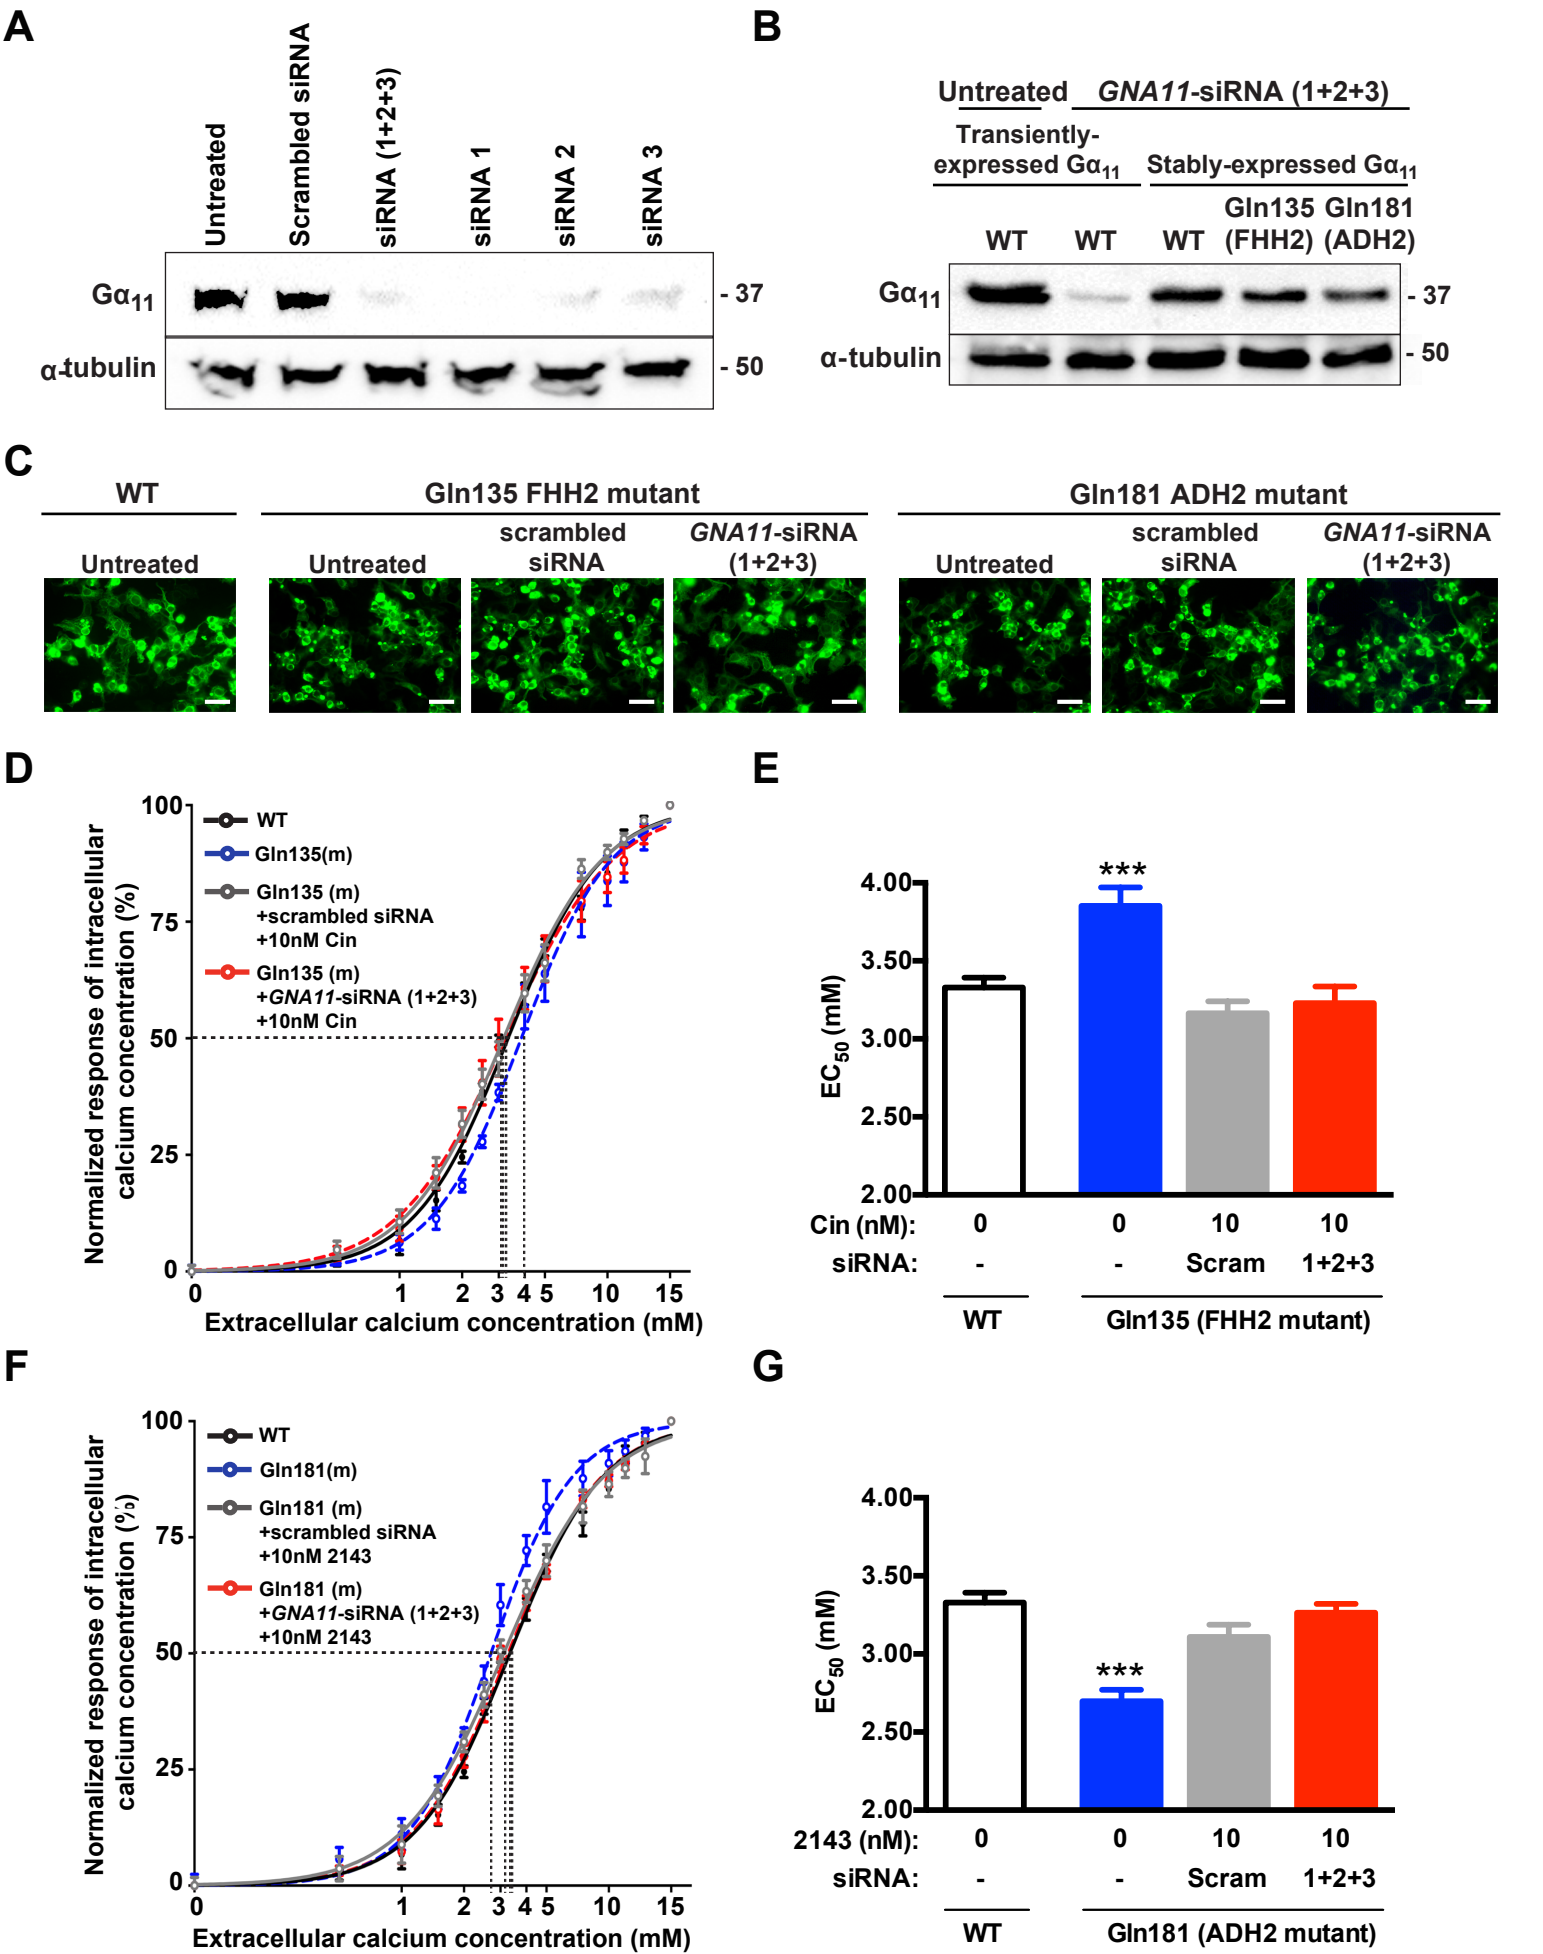 A
Untreated
Scrambled siRNA
siRNA (1+2+3)
siRNA 1
siRNA 2
siRNA 3
Gα11
- 37
α-tubulin
- 50
B
Untreated
GNA11-siRNA (1+2+3)
Transiently-
expressed Gα11
Stably-expressed Gα11
WT
WT
WT
Gln135
(FHH2)
Gln181
(ADH2)
Gα11
- 37
α-tubulin
- 50
C
WT
Gln135 FHH2 mutant
Gln181 ADH2 mutant
Untreated
Untreated
scrambled
siRNA
GNA11-siRNA
(1+2+3)
Untreated
scrambled
siRNA
GNA11-siRNA
(1+2+3)
D
Normalized response of intracellular
calcium concentration (%)
100
75
50
25
0
WT
Gln135(m)
Gln135 (m)
+scrambled siRNA
+10nM Cin
Gln135 (m)
+GNA11-siRNA (1+2+3)
+10nM Cin
0 1 2 3 4 5 10 15
Extracellular calcium concentration (mM)
E
EC50 (mM)
4.00
3.50
3.00
2.50
2.00
***
Cin (nM): 0 0 10 10
siRNA: - - Scram 1+2+3
WT
Gln135 (FHH2 mutant)
F
Normalized response of intracellular
calcium concentration (%)
100
75
50
25
0
WT
Gln181(m)
Gln181 (m)
+scrambled siRNA
+10nM 2143
Gln181 (m)
+GNA11-siRNA (1+2+3)
+10nM 2143
0 1 2 3 4 5 10 15
Extracellular calcium concentration (mM)
G
EC50 (mM)
4.00
3.50
3.00
2.50
2.00
***
2143 (nM): 0 0 10 10
siRNA: - - Scram 1+2+3
WT
Gln181 (ADH2 mutant)